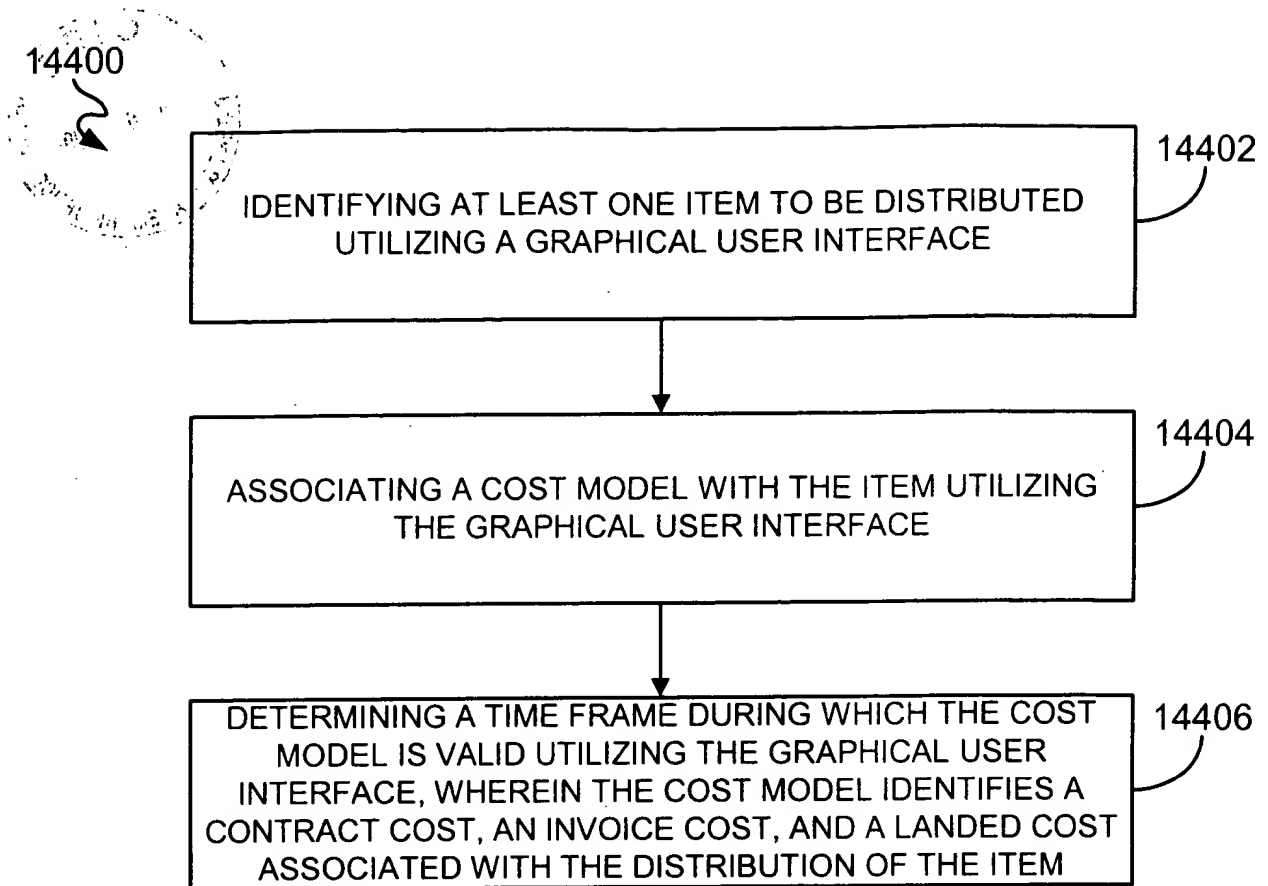 14400
14402
IDENTIFYING AT LEAST ONE ITEM TO BE DISTRIBUTED
UTILIZING A GRAPHICAL USER INTERFACE
14404
ASSOCIATING A COST MODEL WITH THE ITEM UTILIZING
THE GRAPHICAL USER INTERFACE
14406
DETERMINING A TIME FRAME DURING WHICH THE COST
MODEL IS VALID UTILIZING THE GRAPHICAL USER
INTERFACE, WHEREIN THE COST MODEL IDENTIFIES A
CONTRACT COST, AN INVOICE COST, AND A LANDED COST
ASSOCIATED WITH THE DISTRIBUTION OF THE ITEM